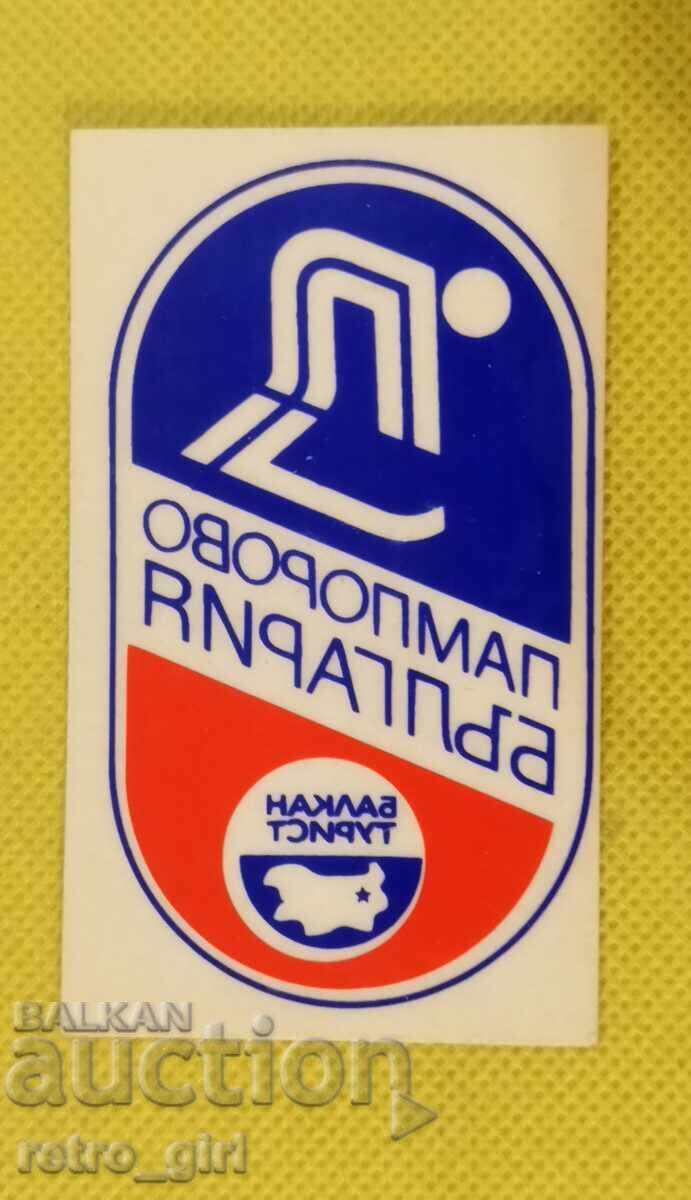 ПАМПОРОВО
БЪЛГАРИЯ
БАЛКАН
ТУРИСТ
BALKAN
auction
retro_girl